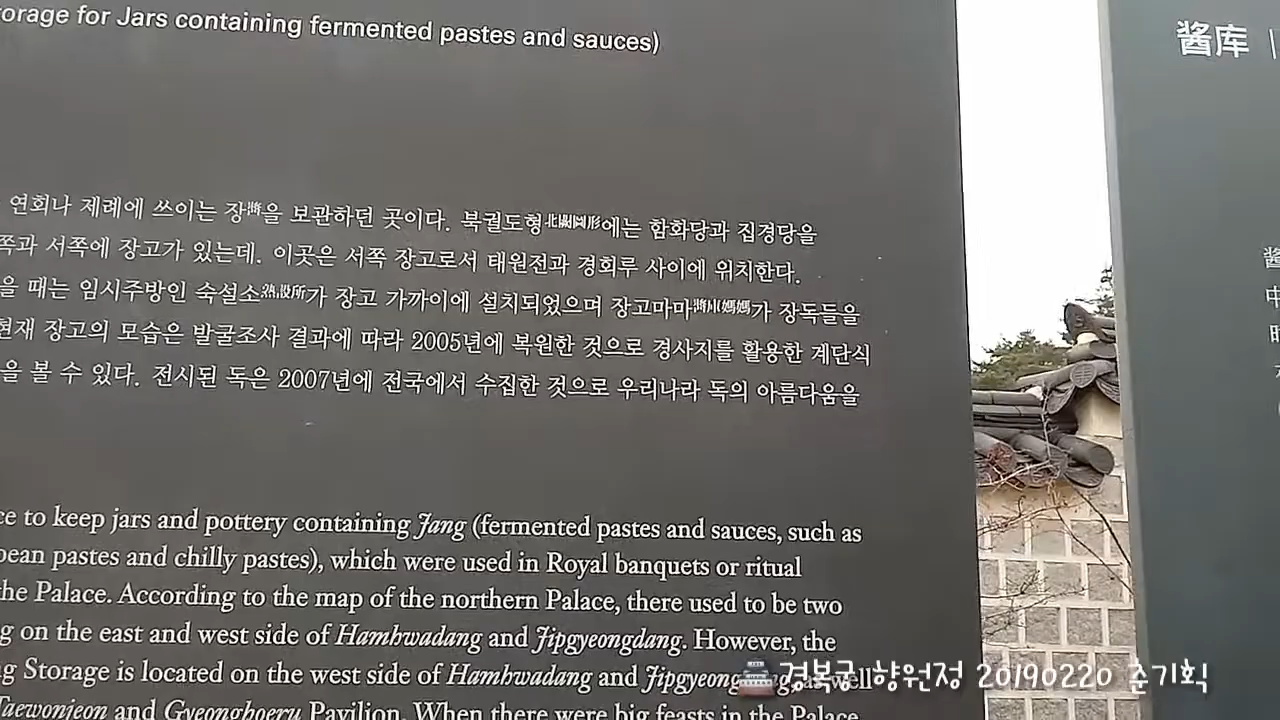 orage for Jars containing fermented pastes and sauces)
연회나 제례에 쓰이는 장將을 보관하던 곳이다. 북궐도형北闕圖形에는 함화당과 집경당을
쪽과 서쪽에 장고가 있는데. 이곳은 서쪽 장고로서 태원전과 경회루 사이에 위치한다.
을 때는 임시주방인 숙설소熟設所가 장고 가까이에 설치되었으며 장고마마將庫媽媽가 장독들을
현재 장고의 모습은 발굴조사 결과에 따라 2005년에 복원한 것으로 경사지를 활용한 계단식
을 볼 수 있다. 전시된 독은 2007년에 전국에서 수집한 것으로 우리나라 독의 아름다움을
ce to keep jars and pottery containing Jang (fermented pastes and sauces, such as
bean pastes and chilly pastes), which were used in Royal banquets or ritual
the Palace. According to the map of the northern Palace, there used to be two
g on the east and west side of Hamhwadang and Jipgyeongdang. However, the
g Storage is located on the west side of Hamhwadang and as well
Taewonjeon and Gyeonghoeru Pavilion. When there were big feasts in the Palace
酱库
酱
中
时
경복궁 향원정 20190220 준기획